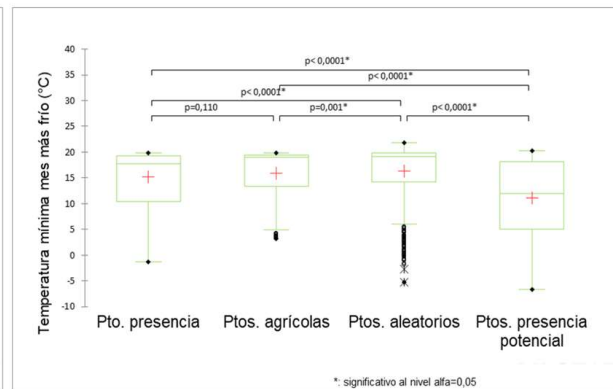 Temperatura mínima mes más frío (°C)
40
35
30
25
20
15
10
5
0
-5
-10
p< 0,0001*
p< 0,0001*
p< 0,0001*
p=0,110
p=0,001*
p< 0,0001*
Pto. presencia
Ptos. agrícolas
Ptos. aleatorios
Ptos. presencia
potencial
*: significativo al nivel alfa=0,05